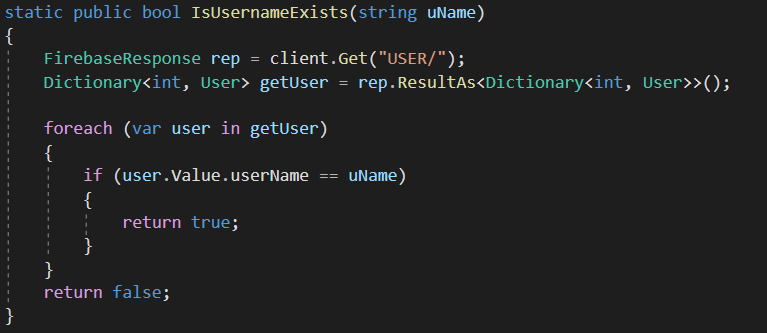 static public bool IsUsernameExists(string uName)
{
    FirebaseResponse rep = client.Get("USER/");
    Dictionary<int, User> getUser = rep.ResultAs<Dictionary<int, User>>();

    foreach (var user in getUser)
    {
        if (user.Value.userName == uName)
        {
            return true;
        }
    }
    return false;
}